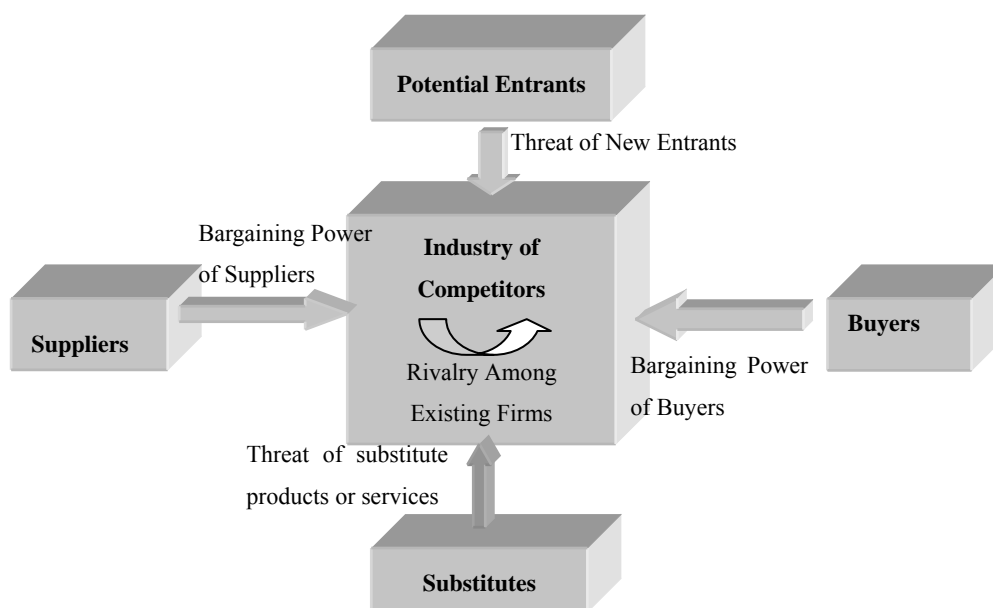 Potential Entrants
Threat of New Entrants
Bargaining Power
of Suppliers
Industry of
Competitors
Suppliers
Buyers
Rivalry Among
Existing Firms
Bargaining Power
of Buyers
Threat of substitute
products or services
Substitutes